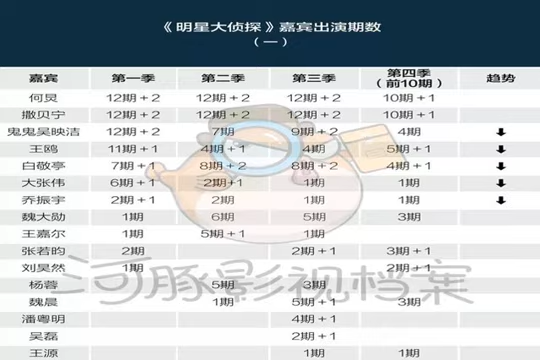 《明星大侦探》嘉宾出演期数
（一）
嘉宾 第一季 第二季 第三季 第四季（前10期） 趋势
何炅 12期+2 12期+2 12期+2 10期+1
撒贝宁 12期+2 12期+2 12期+2 10期+1
鬼鬼吴映洁 12期+2 7期 9期+2 4期 ⬇
王鸥 11期+1 4期+1 4期 5期+1 ⬇
白敬亭 7期+1 8期+2 8期+2 4期+1 ⬇
大张伟 6期+1 2期+1 1期 1期 ⬇
乔振宇 2期+1 2期 1期 1期 ⬇
魏大勋 1期 6期 5期 3期
王嘉尔 1期 5期+1 1期
张若昀 2期 2期+1 3期+1
刘昊然 1期 2期+1
杨蓉 5期 3期
魏晨 1期 5期+1 3期
潘粤明 4期+1
吴磊 2期+1
王源 1期 1期
河豚影视档案